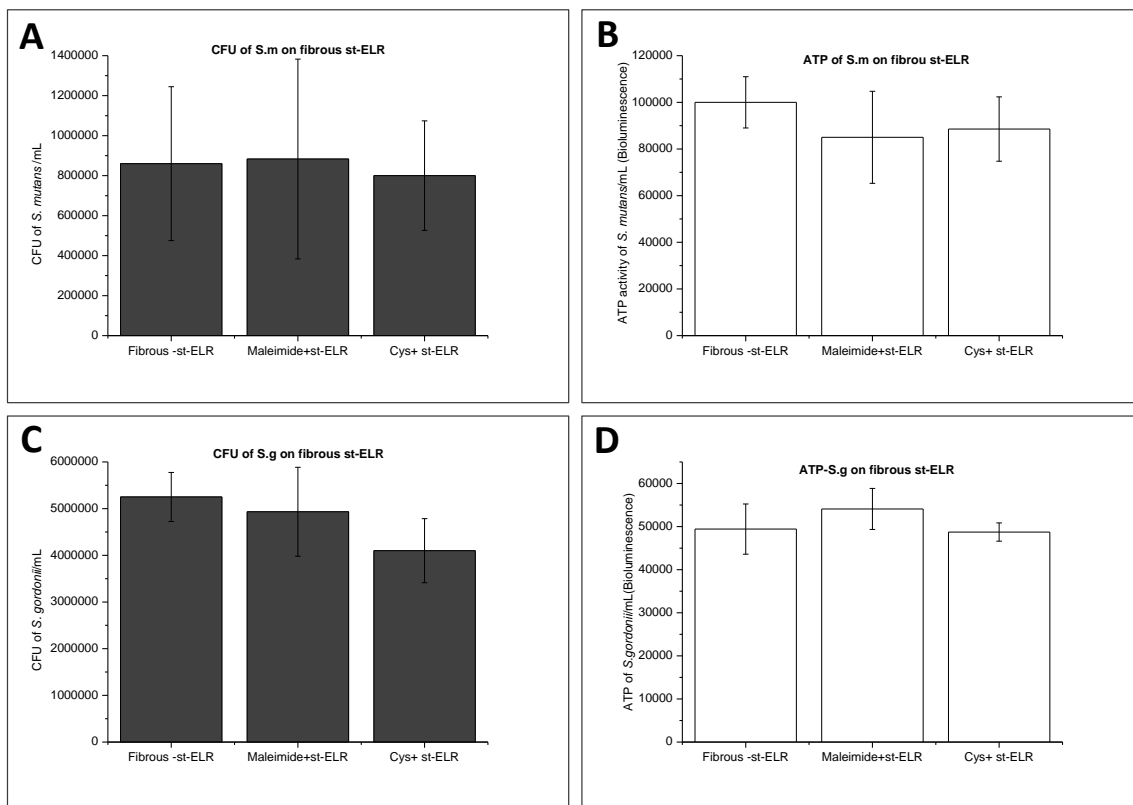 A
CFU of S.m on fibrous st-ELR
CFU of S. mutans /mL
1400000
1200000
1000000
800000
600000
400000
200000
0
Fibrous -st-ELR Maleimide+st-ELR Cys+ st-ELR
B
ATP of S.m on fibrou st-ELR
ATP activity of S. mutans/mL (Bioluminescence)
120000
100000
80000
60000
40000
20000
0
Fibrous -st-ELR Maleimide+st-ELR Cys+ st-ELR
C
CFU of S.g on fibrous st-ELR
CFU of S. gordonii/mL
6000000
5000000
4000000
3000000
2000000
1000000
0
Fibrous -st-ELR Maleimide+st-ELR Cys+ st-ELR
D
ATP-S.g on fibrous st-ELR
ATP of S.gordonii/mL(Bioluminescence)
60000
50000
40000
30000
20000
10000
0
Fibrous -st-ELR Maleimide+st-ELR Cys+ st-ELR